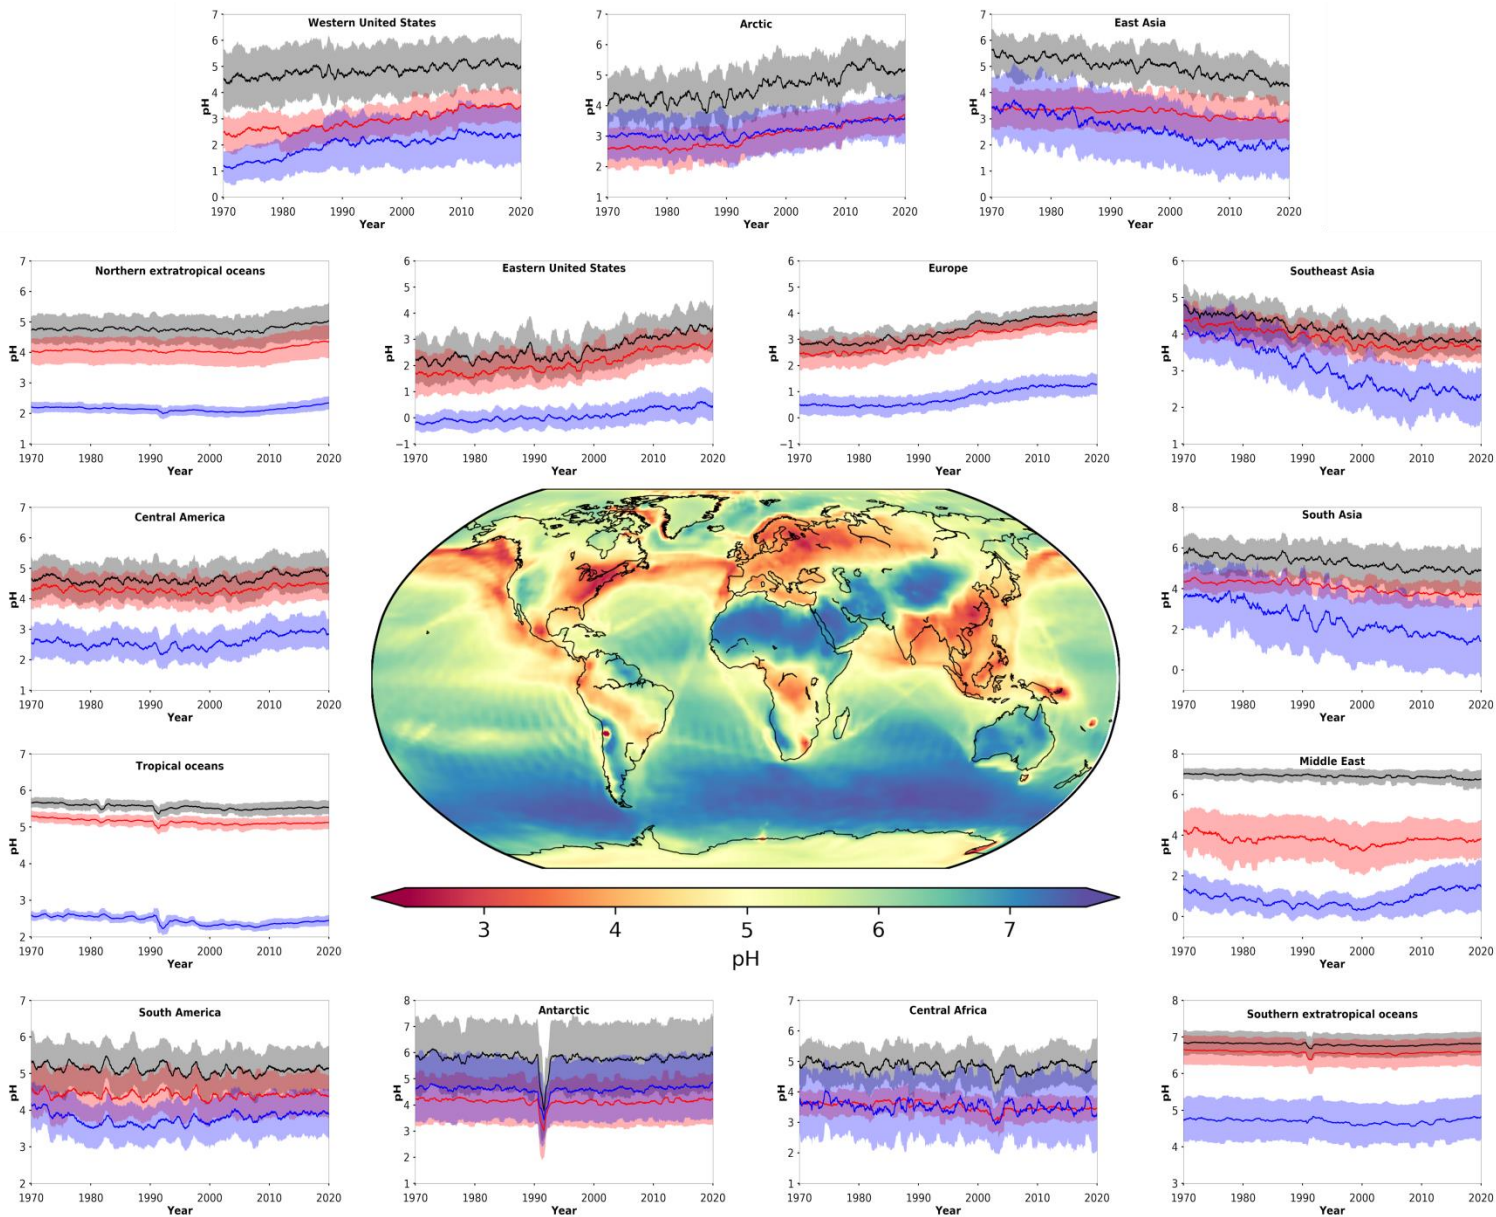 Western United States
7
6
5
4
3
2
1
0
pH
1970 1980 1990 2000 2010 2020
Year
Arctic
7
6
5
4
3
2
1
pH
1970 1980 1990 2000 2010 2020
Year
East Asia
7
6
5
4
3
2
1
0
pH
1970 1980 1990 2000 2010 2020
Year
Northern extratropical oceans
7
6
5
4
3
2
1
pH
1970 1980 1990 2000 2010 2020
Year
Eastern United States
6
5
4
3
2
1
0
−1
pH
1970 1980 1990 2000 2010 2020
Year
Europe
6
5
4
3
2
1
0
−1
pH
1970 1980 1990 2000 2010 2020
Year
Southeast Asia
6
5
4
3
2
1
pH
1970 1980 1990 2000 2010 2020
Year
Central America
7
6
5
4
3
2
1
pH
1970 1980 1990 2000 2010 2020
Year
South Asia
8
6
4
2
0
pH
1970 1980 1990 2000 2010 2020
Year
Tropical oceans
7
6
5
4
3
2
pH
1970 1980 1990 2000 2010 2020
Year
3 4 5 6 7
pH
Middle East
8
6
4
2
0
pH
1970 1980 1990 2000 2010 2020
Year
South America
7
6
5
4
3
2
pH
1970 1980 1990 2000 2010 2020
Year
Antarctic
8
7
6
5
4
3
2
1
pH
1970 1980 1990 2000 2010 2020
Year
Central Africa
7
6
5
4
3
2
1
pH
1970 1980 1990 2000 2010 2020
Year
Southern extratropical oceans
8
7
6
5
4
3
pH
1970 1980 1990 2000 2010 2020
Year